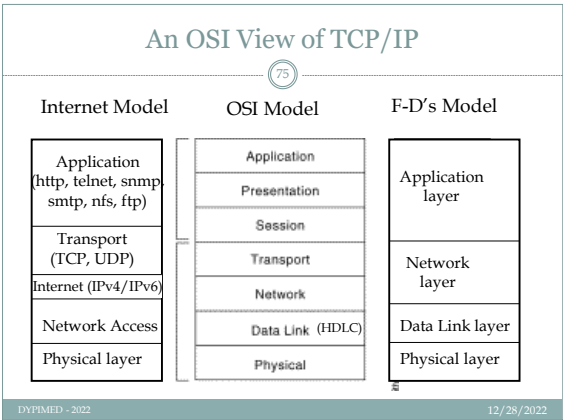 An OSI View of TCP/IP
75
Internet Model
OSI Model
F-D's Model
Application
(http, telnet, snmp,
smtp, nfs, ftp)
Transport
(TCP, UDP)
Internet (IPv4/IPv6)
Network Access
Physical layer
Application
Presentation
Session
Transport
Network
Data Link (HDLC)
Physical
Application
layer
Network
layer
Data Link layer
Physical layer
DYPIMED - 2022
12/28/2022